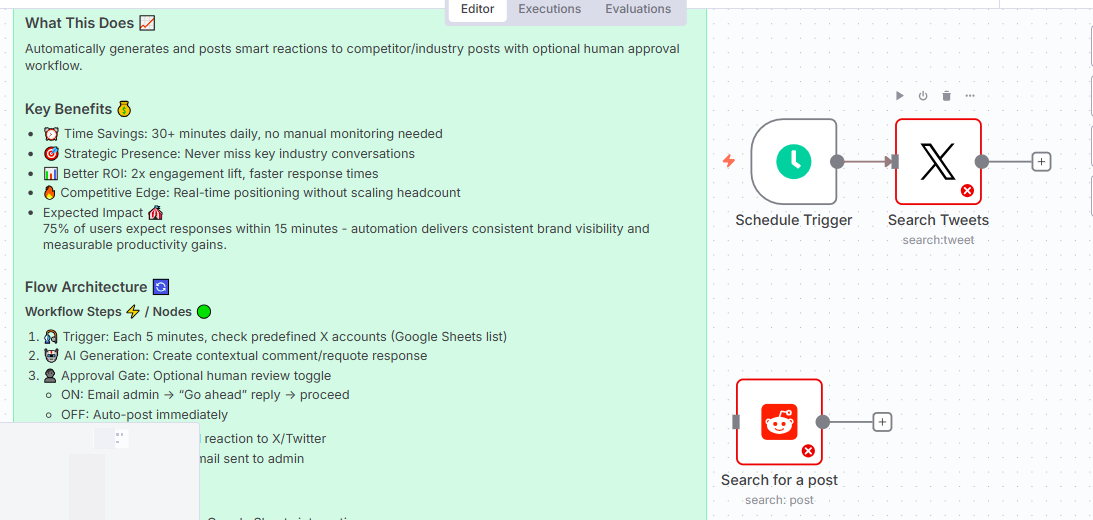 Editor Executions Evaluations
What This Does 📈
Automatically generates and posts smart reactions to competitor/industry posts with optional human approval
workflow.
Key Benefits 💰
• ⏰ Time Savings: 30+ minutes daily, no manual monitoring needed
• 🎯 Strategic Presence: Never miss key industry conversations
• 📊 Better ROI: 2x engagement lift, faster response times
• 🔥 Competitive Edge: Real-time positioning without scaling headcount
• Expected Impact 🎪
75% of users expect responses within 15 minutes - automation delivers consistent brand visibility and
measurable productivity gains.
Flow Architecture 🔄
Workflow Steps ⚡ / Nodes 🟢
1. Trigger: Each 5 minutes, check predefined X accounts (Google Sheets list)
2. AI Generation: Create contextual comment/requote response
3. Approval Gate: Optional human review toggle
◦ ON: Email admin → “Go ahead” reply → proceed
◦ OFF: Auto-post immediately
reaction to X/Twitter
mail sent to admin
Schedule Trigger
Search Tweets
search:tweet
Search for a post
search: post